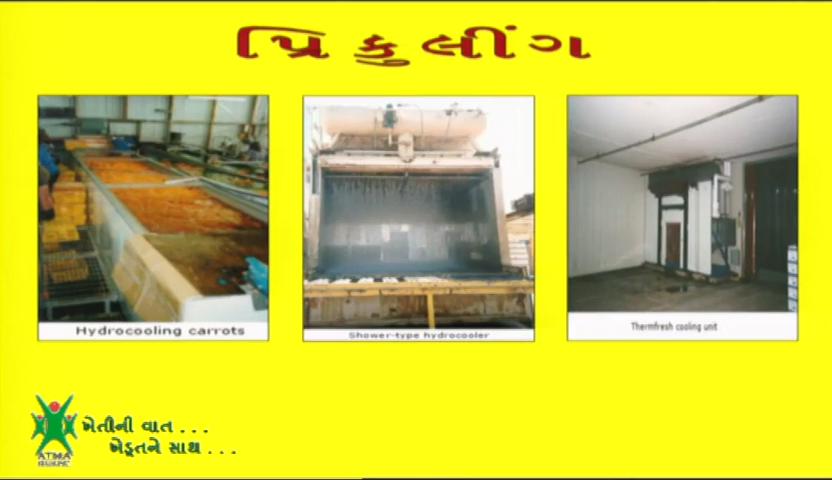 પ્રિ કુલીંગ
Hydrocooling carrots
Shower-type hydrocooler
Thermfresh cooling unit
ખેતીની વાત . . .
ખેડૂતને સાથ . . .
ATMA